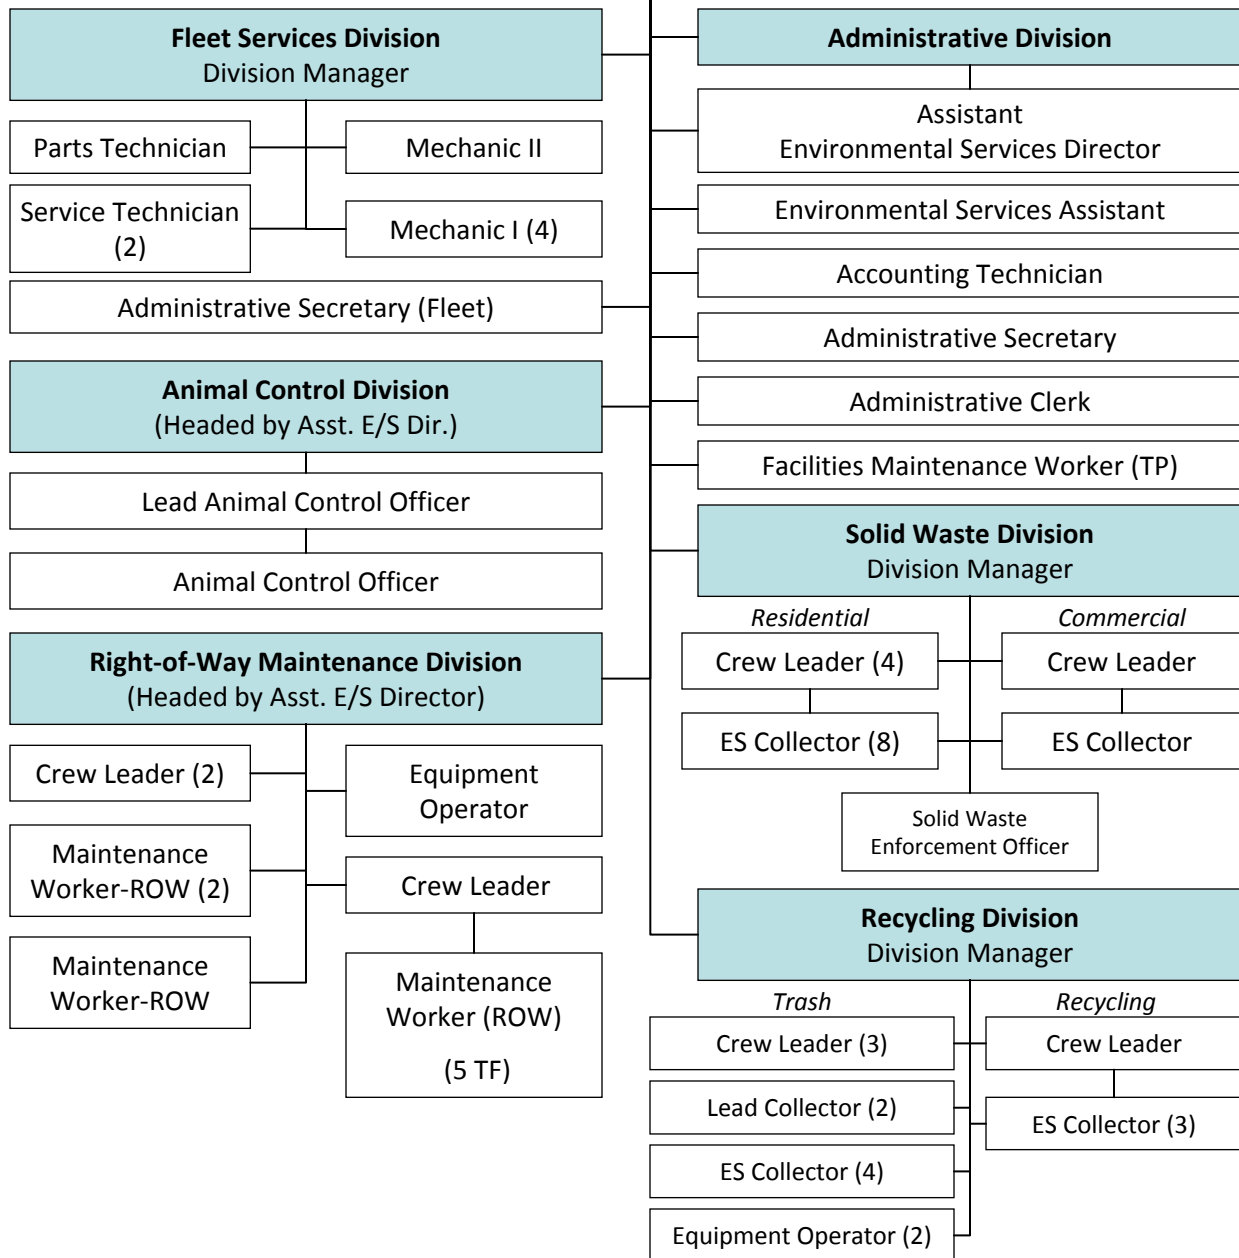 Fleet Services Division
Division Manager
Parts Technician
Mechanic II
Service Technician
(2)
Mechanic I (4)
Administrative Secretary (Fleet)
Animal Control Division
(Headed by Asst. E/S Dir.)
Lead Animal Control Officer
Animal Control Officer
Right-of-Way Maintenance Division
(Headed by Asst. E/S Director)
Crew Leader (2)
Equipment
Operator
Maintenance
Worker-ROW (2)
Crew Leader
Maintenance
Worker-ROW
Maintenance
Worker (ROW)
(5 TF)
Administrative Division
Assistant
Environmental Services Director
Environmental Services Assistant
Accounting Technician
Administrative Secretary
Administrative Clerk
Facilities Maintenance Worker (TP)
Solid Waste Division
Division Manager
Residential
Commercial
Crew Leader (4)
Crew Leader
ES Collector (8)
ES Collector
Solid Waste
Enforcement Officer
Recycling Division
Division Manager
Trash
Recycling
Crew Leader (3)
Crew Leader
Lead Collector (2)
ES Collector (3)
ES Collector (4)
Equipment Operator (2)